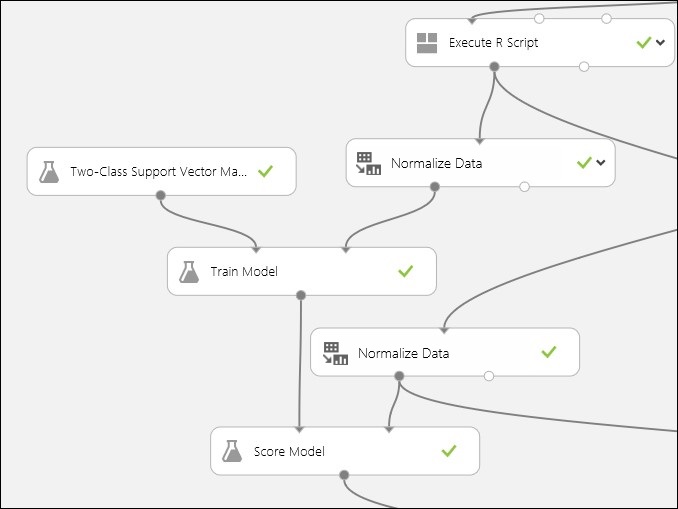 Execute R Script
Normalize Data
Two-Class Support Vector Ma...
Train Model
Normalize Data
Score Model